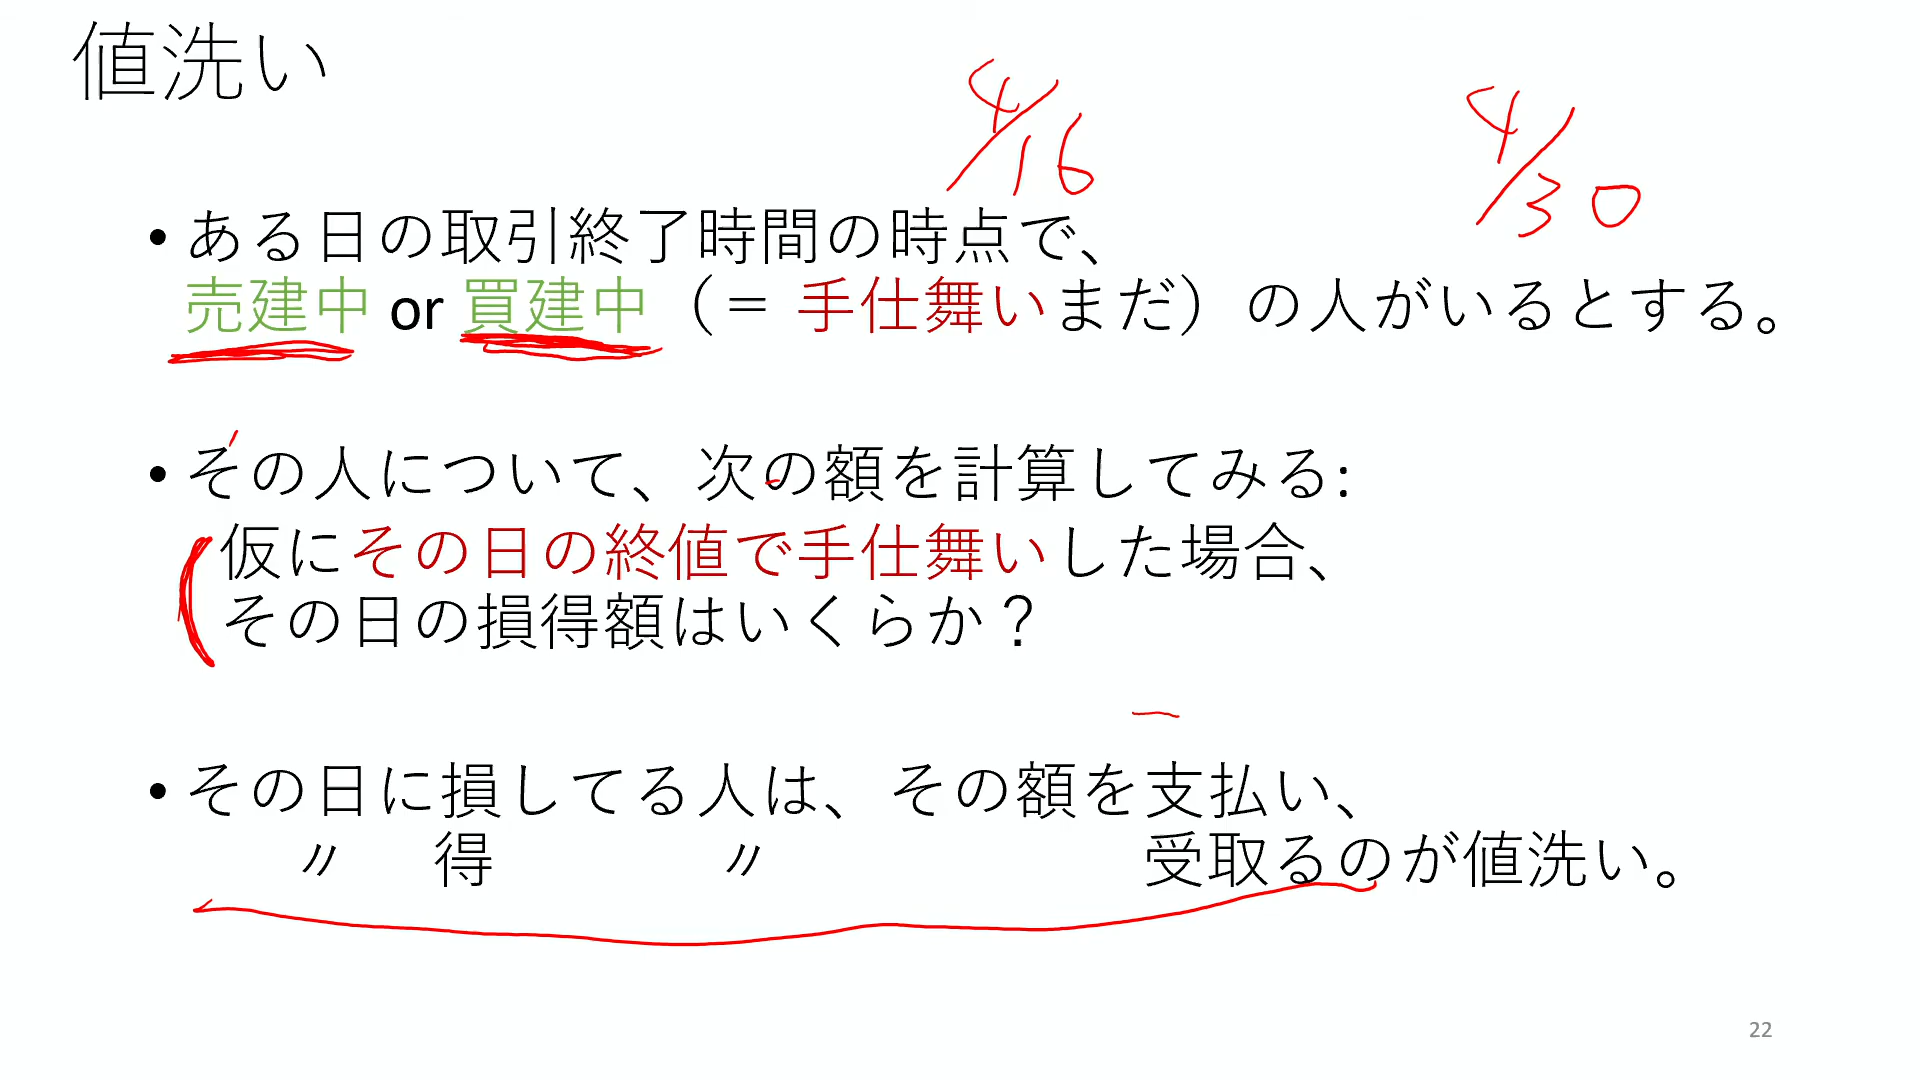 値洗い
4/16
4/30
• ある日の取引終了時間の時点で、
売建中 or 買建中（＝ 手仕舞いまだ）の人がいるとする。
• その人について、次の額を計算してみる:
仮にその日の終値で手仕舞いした場合、
その日の損得額はいくらか？
• その日に損してる人は、その額を支払い、
〃 得 〃 受取るのが値洗い。
22